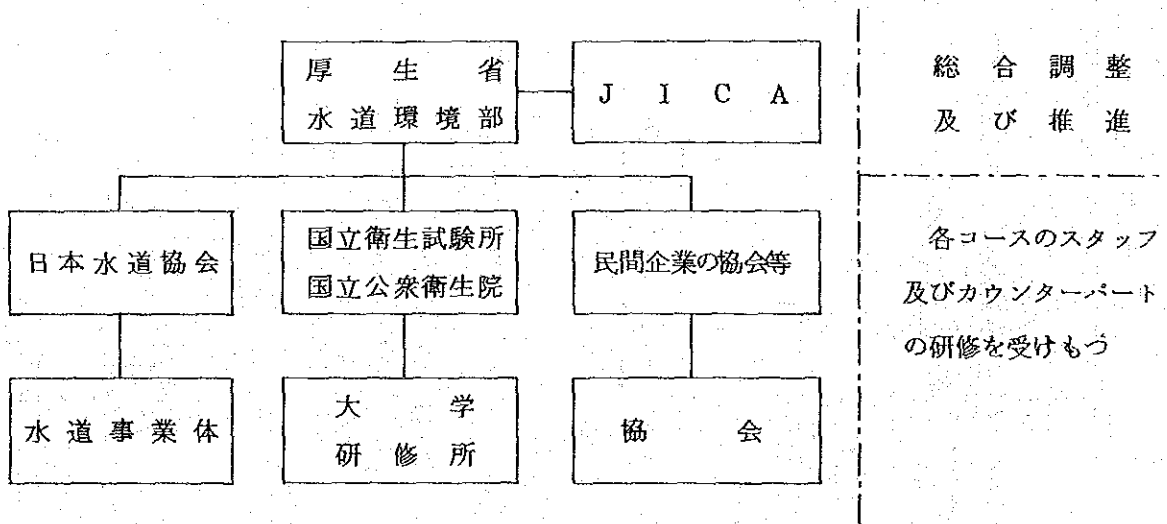 厚生省
水道環境部
JICA
総合調整
及び推進
日本水道協会
国立衛生試験所
国立公衆衛生院
民間企業の協会等
各コースのスタッフ
及びカウンターパート
の研修を受けもつ
水道事業体
大学
研修所
協会